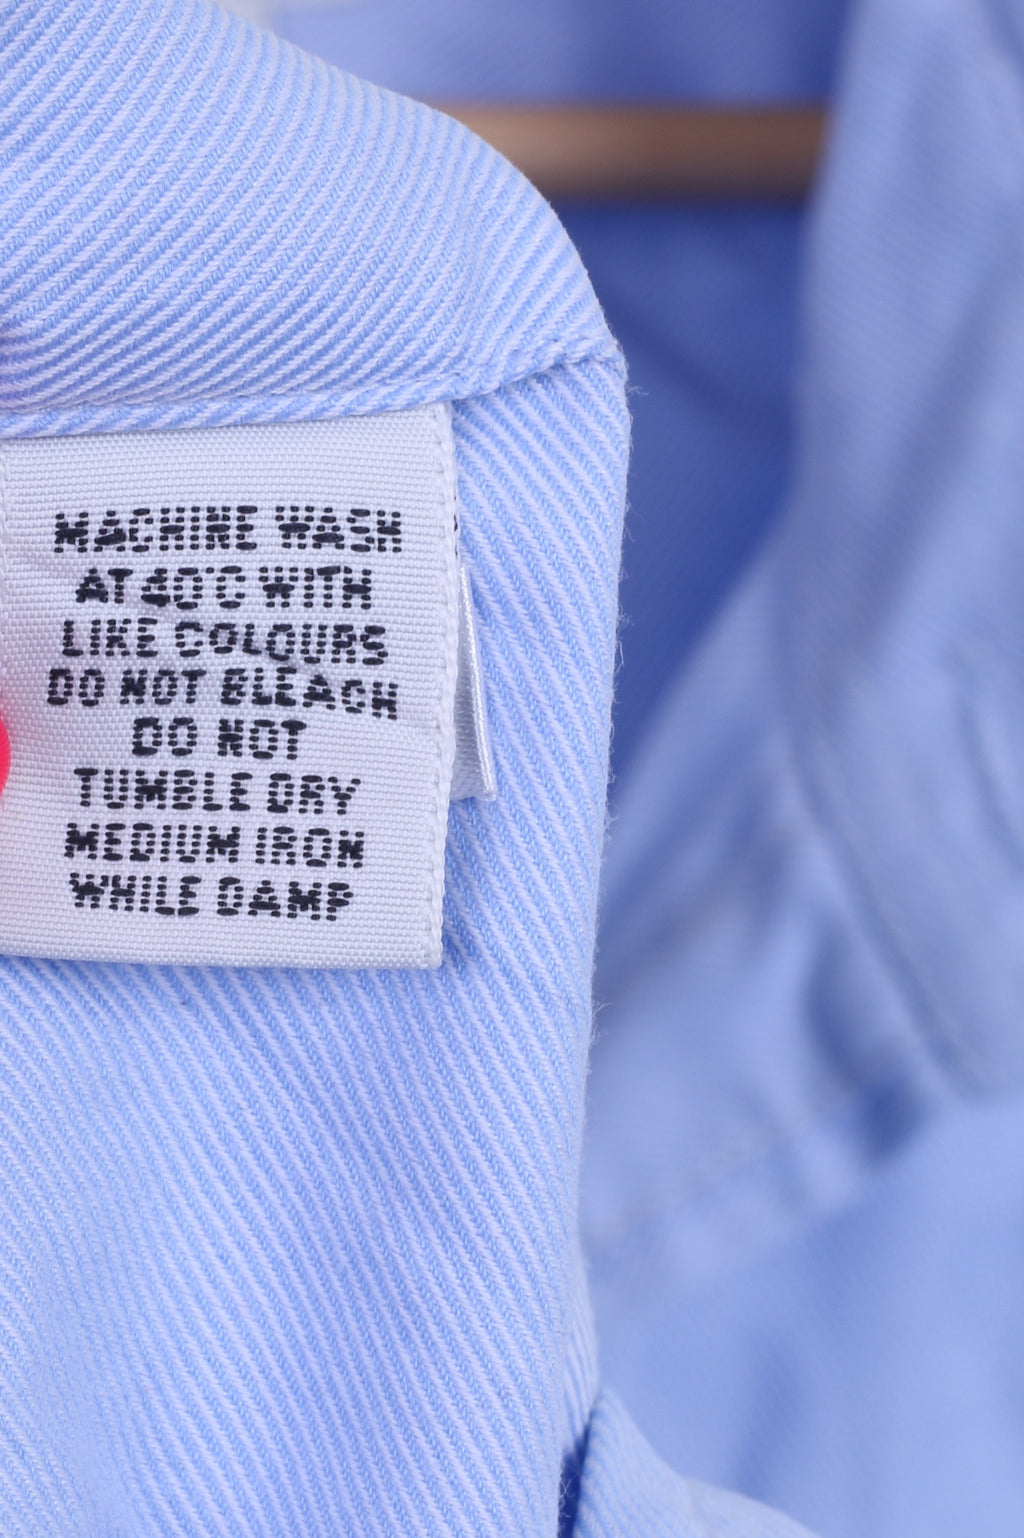 MACHINE WASH
AT 40°C WITH
LIKE COLOURS
DO NOT BLEACH
DO NOT
TUMBLE DRY
MEDIUM IRON
WHILE DAMP